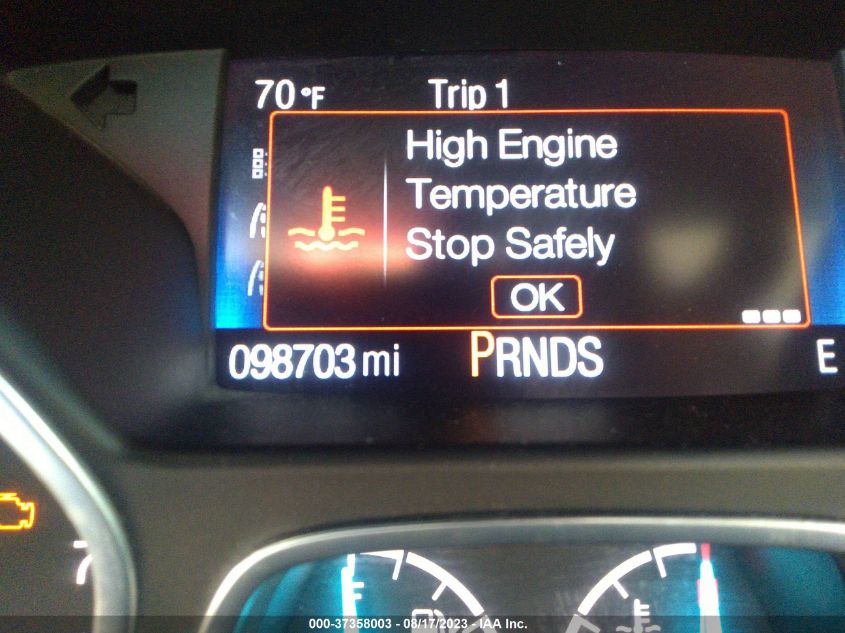 70 °F Trip 1
High Engine
Temperature
Stop Safely
OK
098703 mi PRNDS E
7
F
000-37358003 - 08/17/2023 - IAA Inc.